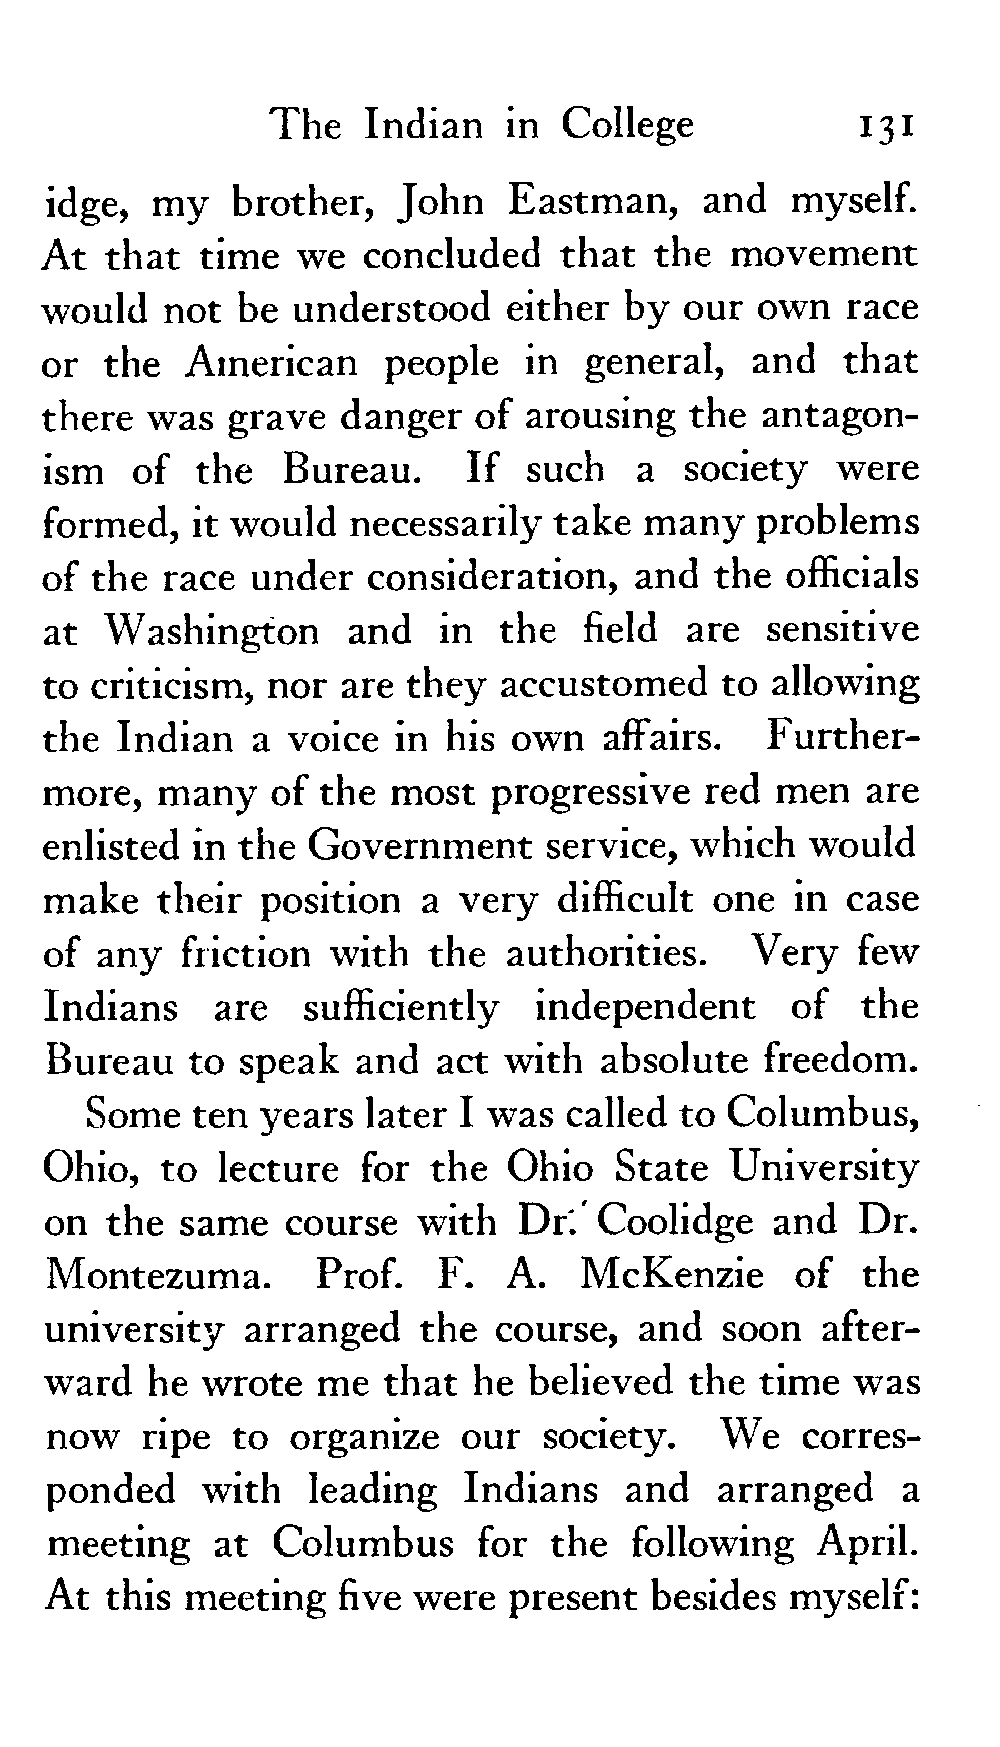 The Indian in College 131
idge, my brother, John Eastman, and myself.
At that time we concluded that the movement
would not be understood either by our own race
or the American people in general, and that
there was grave danger of arousing the antagon-
ism of the Bureau. If such a society were
formed, it would necessarily take many problems
of the race under consideration, and the officials
at Washington and in the field are sensitive
to criticism, nor are they accustomed to allowing
the Indian a voice in his own affairs. Further-
more, many of the most progressive red men are
enlisted in the Government service, which would
make their position a very difficult one in case
of any friction with the authorities. Very few
Indians are sufficiently independent of the
Bureau to speak and act with absolute freedom.
Some ten years later I was called to Columbus,
Ohio, to lecture for the Ohio State University
on the same course with Dr. Coolidge and Dr.
Montezuma. Prof. F. A. McKenzie of the
university arranged the course, and soon after-
ward he wrote me that he believed the time was
now ripe to organize our society. We corres-
ponded with leading Indians and arranged a
meeting at Columbus for the following April.
At this meeting five were present besides myself: